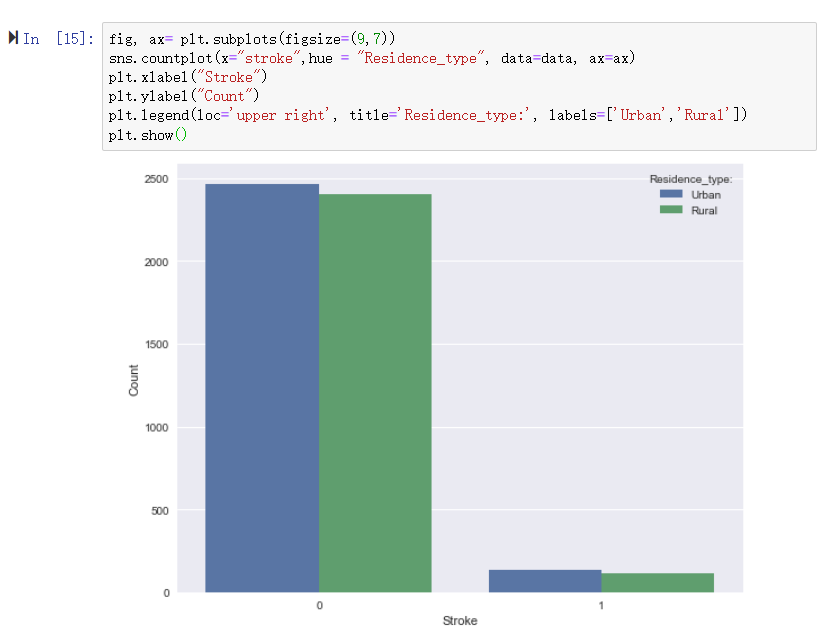 In [15]:
fig, ax= plt.subplots(figsize=(9,7))
sns.countplot(x="stroke",hue = "Residence_type", data=data, ax=ax)
plt.xlabel("Stroke")
plt.ylabel("Count")
plt.legend(loc='upper right', title='Residence_type:', labels=['Urban','Rural'])
plt.show()
Residence_type:
Urban
Rural
2500
2000
1500
1000
500
0
Count
0 1
Stroke